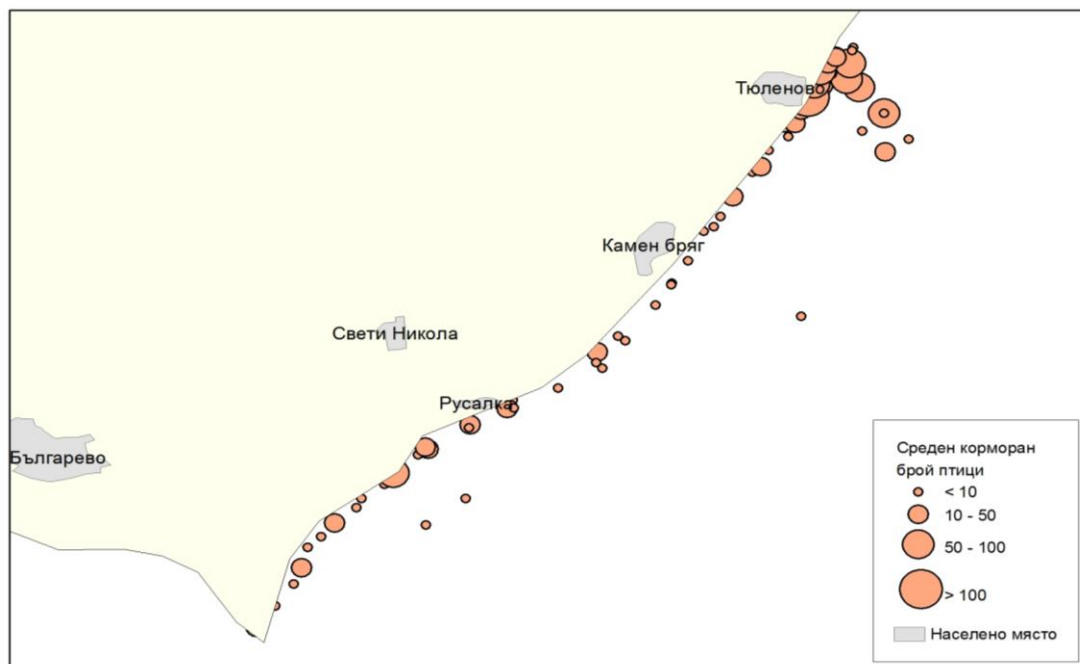 Тюленово
Камен бряг
Свети Никола
Русалка
Българево
Среден корморан
брой птици
< 10
10 - 50
50 - 100
> 100
Населено място